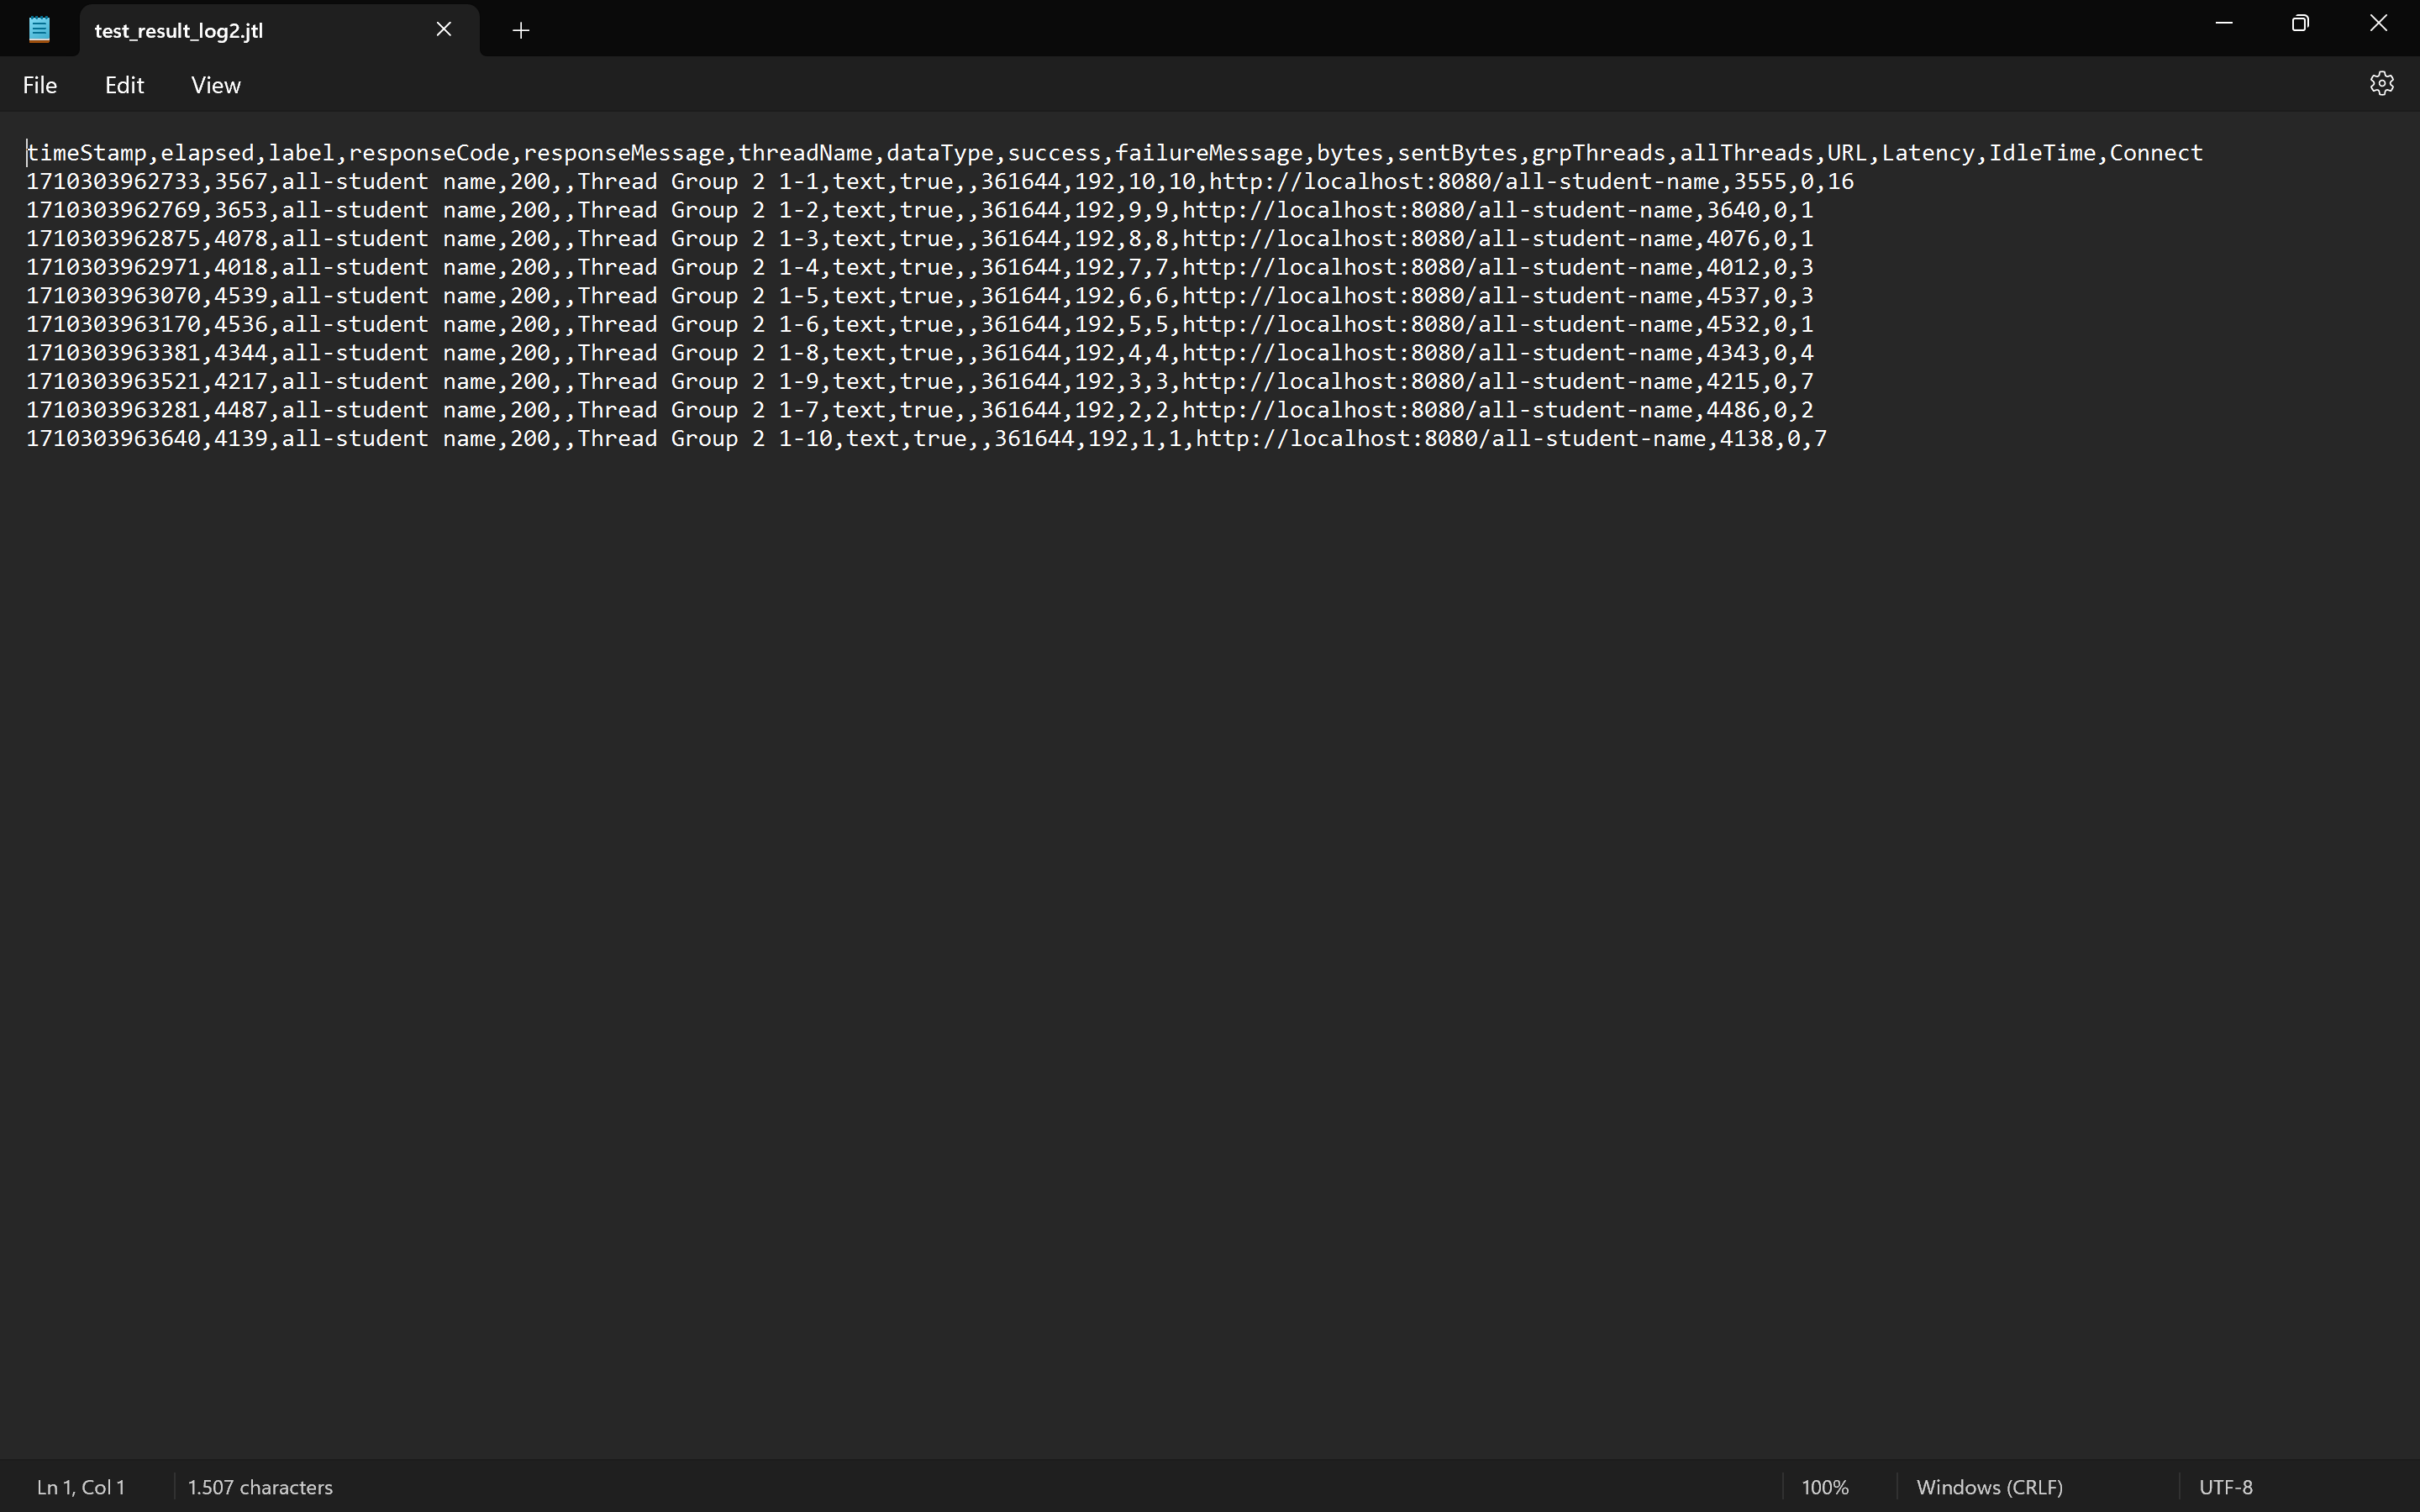 test_result_log2.jtl
File Edit View
timeStamp,elapsed,label,responseCode,responseMessage,threadName,dataType,success,failureMessage,bytes,sentBytes,grpThreads,allThreads,URL,Latency,IdleTime,Connect
1710303962733,3567,all-student name,200,,Thread Group 2 1-1,text,true,,361644,192,10,10,http://localhost:8080/all-student-name,3555,0,16
1710303962769,3653,all-student name,200,,Thread Group 2 1-2,text,true,,361644,192,9,9,http://localhost:8080/all-student-name,3640,0,1
1710303962875,4078,all-student name,200,,Thread Group 2 1-3,text,true,,361644,192,8,8,http://localhost:8080/all-student-name,4076,0,1
1710303962971,4018,all-student name,200,,Thread Group 2 1-4,text,true,,361644,192,7,7,http://localhost:8080/all-student-name,4012,0,3
1710303963070,4539,all-student name,200,,Thread Group 2 1-5,text,true,,361644,192,6,6,http://localhost:8080/all-student-name,4537,0,3
1710303963170,4536,all-student name,200,,Thread Group 2 1-6,text,true,,361644,192,5,5,http://localhost:8080/all-student-name,4532,0,1
1710303963381,4344,all-student name,200,,Thread Group 2 1-8,text,true,,361644,192,4,4,http://localhost:8080/all-student-name,4343,0,4
1710303963521,4217,all-student name,200,,Thread Group 2 1-9,text,true,,361644,192,3,3,http://localhost:8080/all-student-name,4215,0,7
1710303963281,4487,all-student name,200,,Thread Group 2 1-7,text,true,,361644,192,2,2,http://localhost:8080/all-student-name,4486,0,2
1710303963640,4139,all-student name,200,,Thread Group 2 1-10,text,true,,361644,192,1,1,http://localhost:8080/all-student-name,4138,0,7
Ln 1, Col 1 1.507 characters 100% Windows (CRLF) UTF-8